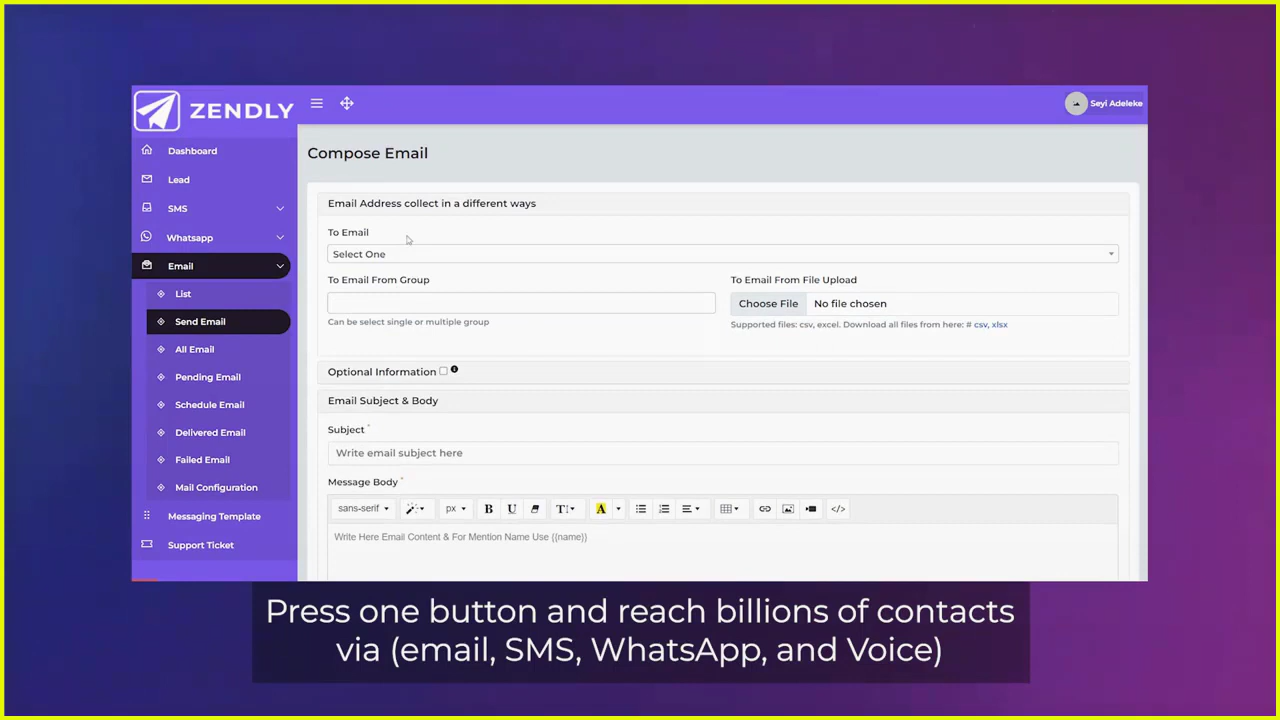 ZENDLY
Seyi Adeleke
Dashboard
Lead
SMS
Whatsapp
Email
List
Send Email
All Email
Pending Email
Schedule Email
Delivered Email
Failed Email
Mail Configuration
Messaging Template
Support Ticket
Compose Email
Email Address collect in a different ways
To Email
Select One
To Email From Group
Can be select single or multiple group
To Email From File Upload
Choose File No file chosen
Supported files: csv, excel. Download all files from here: # csv, xlsx
Optional Information
Email Subject & Body
Subject *
Write email subject here
Message Body *
sans-serif px B U T! A </>
Write Here Email Content & For Mention Name Use {{name}}
Press one button and reach billions of contacts
via (email, SMS, WhatsApp, and Voice)